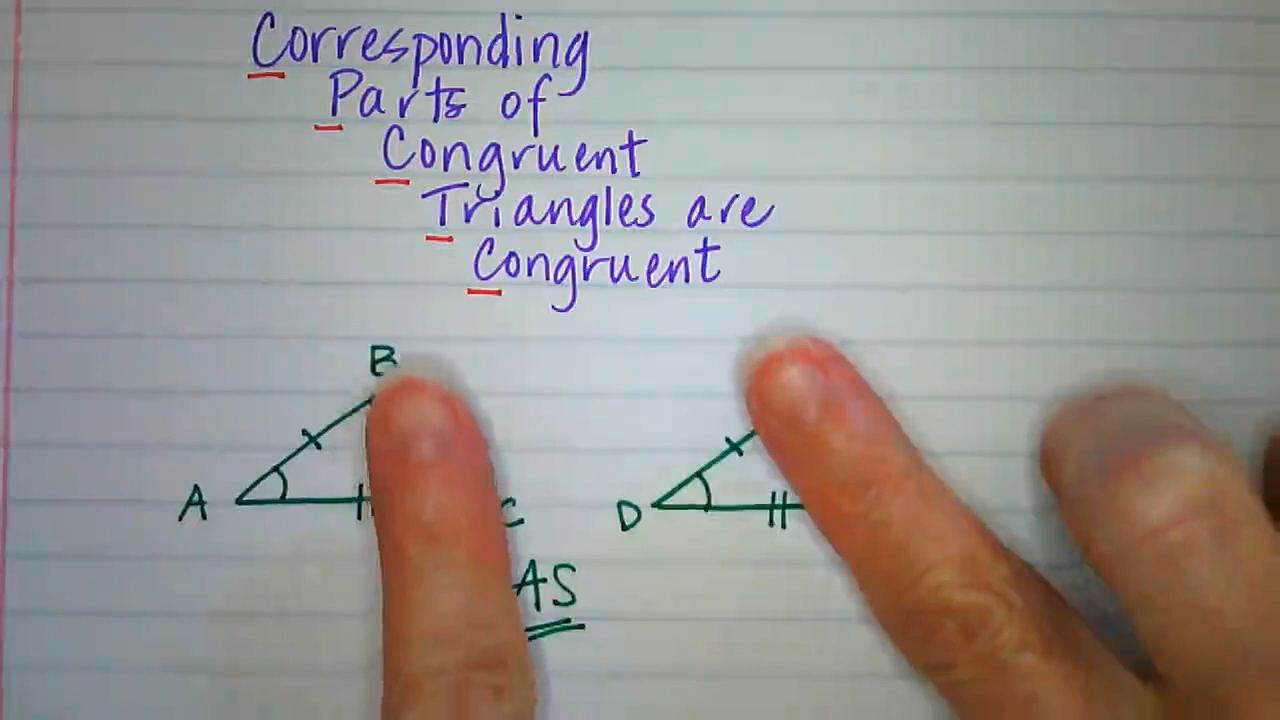 Corresponding
Parts of
Congruent
Triangles are
Congruent
B
A C D
AS